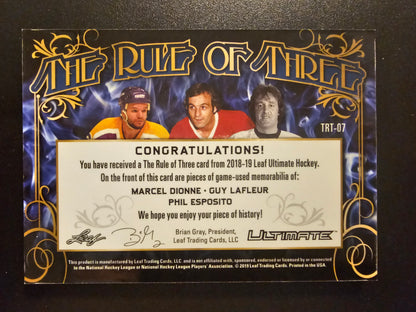 THE RULE OF THREE
TRT-07
CONGRATULATIONS!
You have received a The Rule of Three card from 2018-19 Leaf Ultimate Hockey.
On the front of this card are pieces of game-used memorabilia of:
MARCEL DIONNE • GUY LAFLEUR
PHIL ESPOSITO
We hope you enjoy your piece of history!
Leaf
Brian Gray, President,
Leaf Trading Cards, LLC
ULTIMATE
This product is manufactured by Leaf Trading Cards, LLC and is not affiliated with, sponsored, endorsed or licensed by or connected
to the National Hockey League or National Hockey League Players' Association. © 2019 Leaf Trading Cards. Printed in the USA.